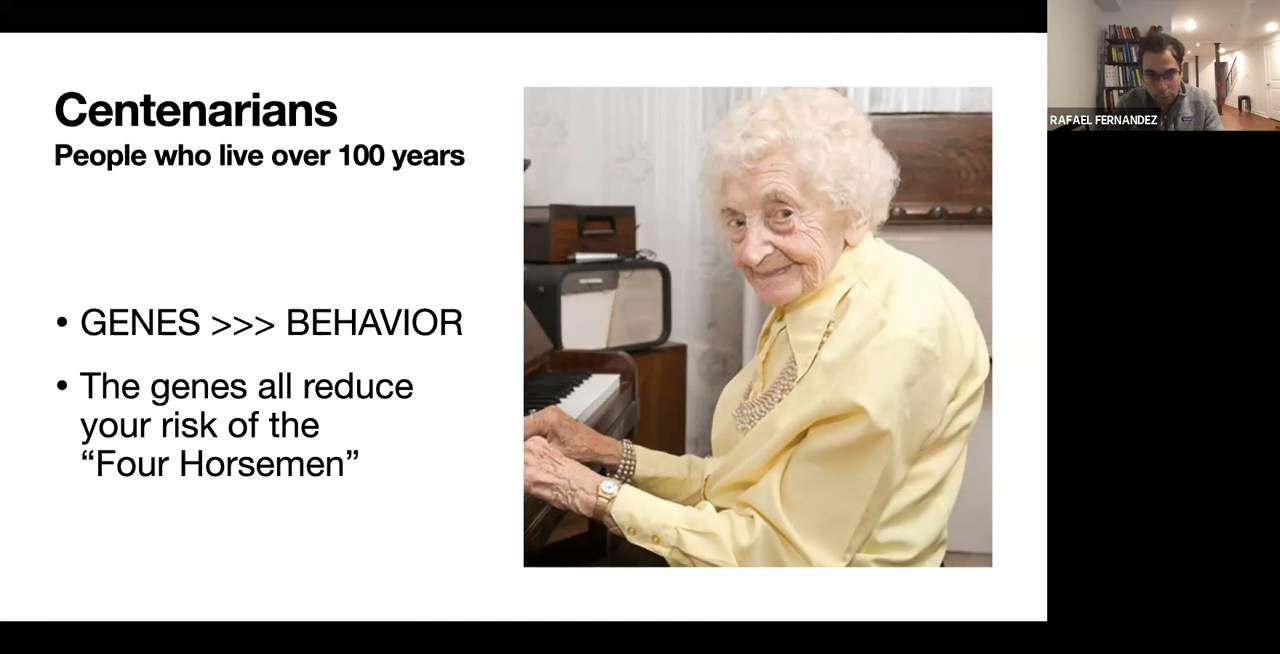 Centenarians
People who live over 100 years
• GENES >>> BEHAVIOR
• The genes all reduce
your risk of the
“Four Horsemen”
RAFAEL FERNANDEZ